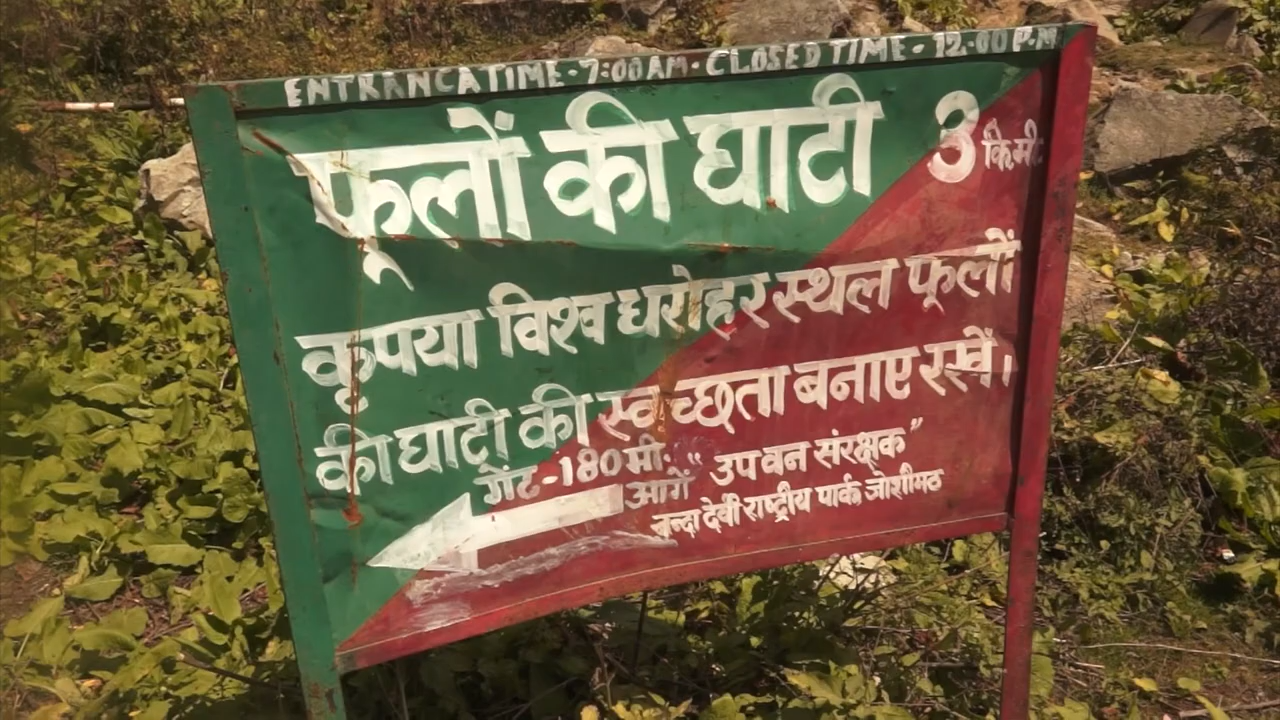 ENTRANCA TIME - 7:00 AM - CLOSED TIME - 12.00 P.M
फूलों की घाटी 3 कि.मी.
कृपया विश्व धरोहर स्थल फूलों
की घाटी की स्वच्छता बनाए रखें।
गेट - 180 मी. आगें
"उप वन संरक्षक"
नन्दा देवी राष्ट्रीय पार्क जोशीमठ